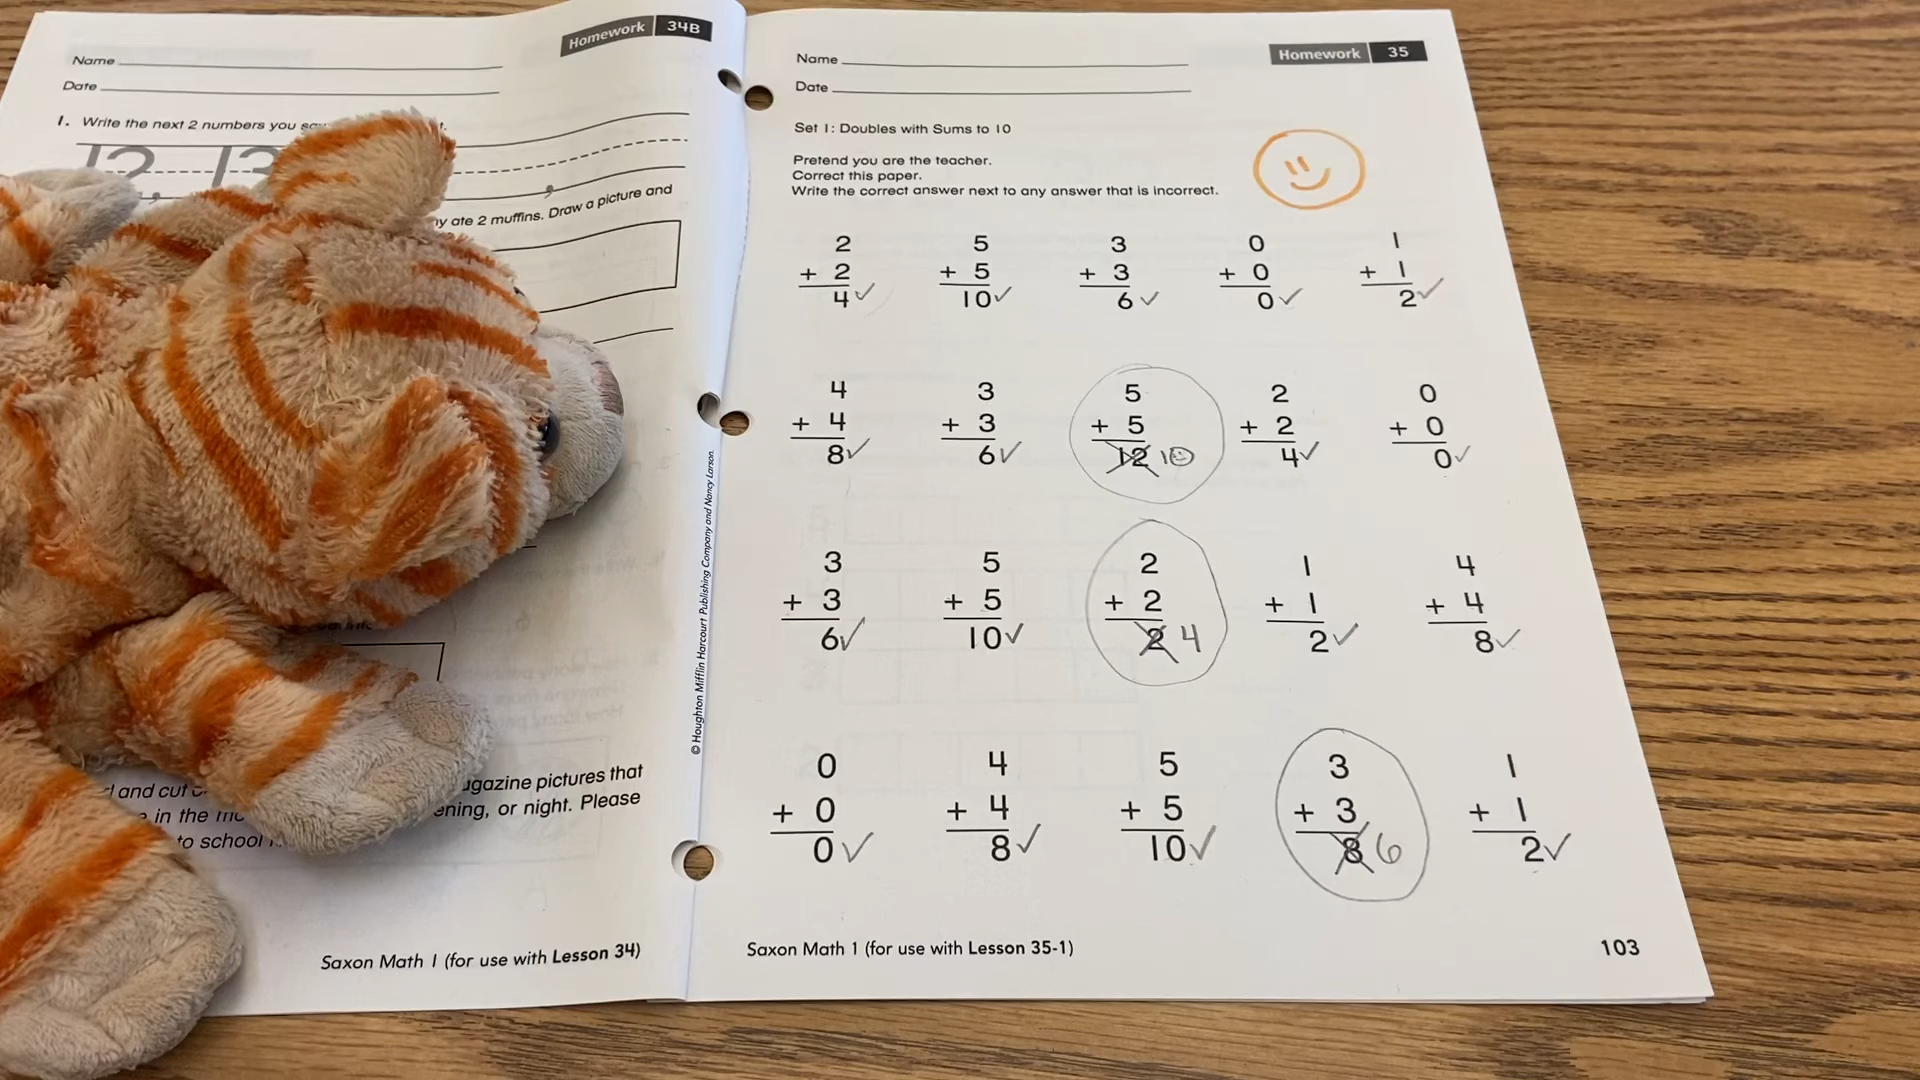 Homework 34B
Name
Date
1. Write the next 2 numbers you
12, 13
ate 2 muffins. Draw a picture and
and cut
magazine pictures that
in the
or night. Please
to school
© Houghton Mifflin Harcourt Publishing Company and Nancy Larson.
Saxon Math 1 (for use with Lesson 34)
Homework 35
Name
Date
Set 1: Doubles with Sums to 10
Pretend you are the teacher.
Correct this paper.
Write the correct answer next to any answer that is incorrect.
2 5 3 0 1
+ 2 + 5 + 3 + 0 + 1
4✓ 10✓ 6✓ 0✓ 2✓
4 3 5 2 0
+ 4 + 3 + 5 + 2 + 0
8✓ 6✓ 12 10 4✓ 0✓
3 5 2 1 4
+ 3 + 5 + 2 + 1 + 4
6✓ 10✓ 2 4 2✓ 8✓
0 4 5 3 1
+ 0 + 4 + 5 + 3 + 1
0✓ 8✓ 10✓ 8 6 2✓
Saxon Math 1 (for use with Lesson 35-1)
103